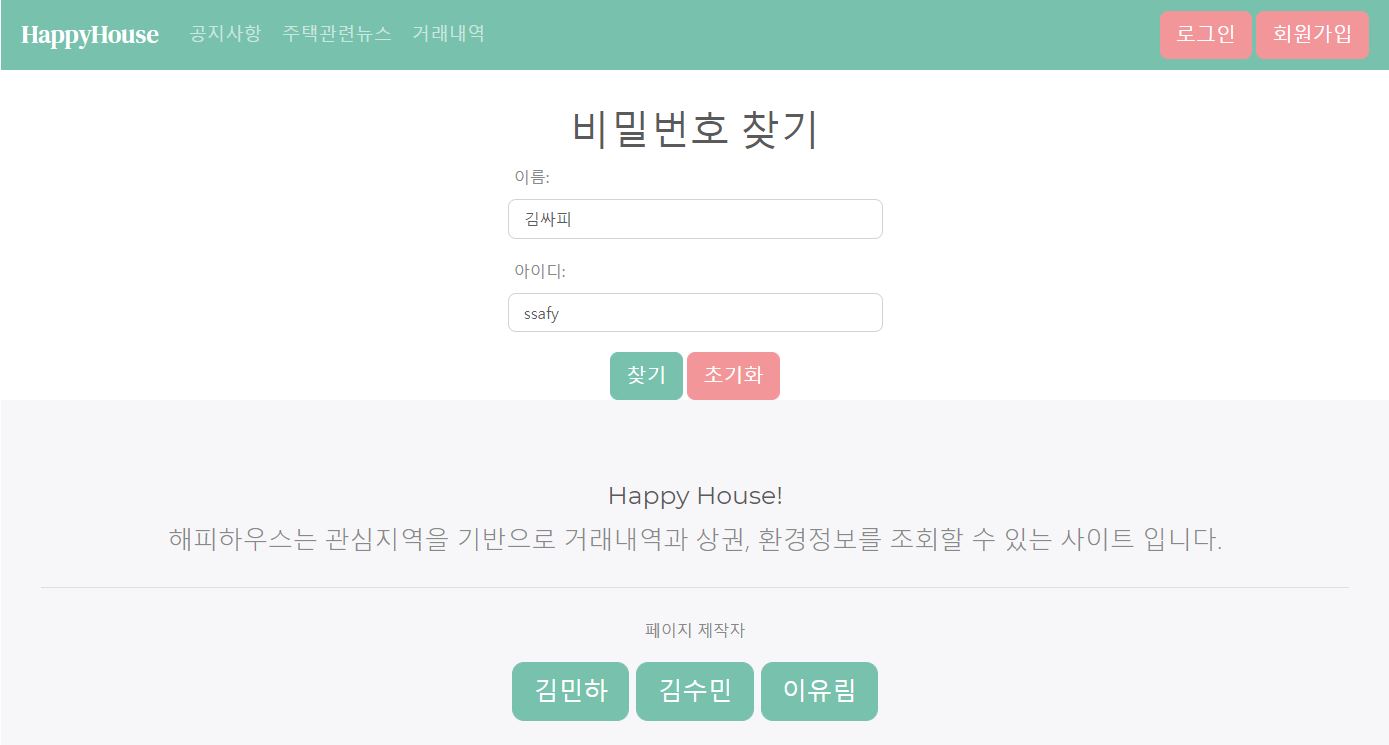 HappyHouse 공지사항 주택관련뉴스 거래내역 로그인 회원가입
비밀번호 찾기
이름:
김싸피
아이디:
ssafy
찾기 초기화
Happy House!
해피하우스는 관심지역을 기반으로 거래내역과 상권, 환경정보를 조회할 수 있는 사이트 입니다.
페이지 제작자
김민하 김수민 이유림